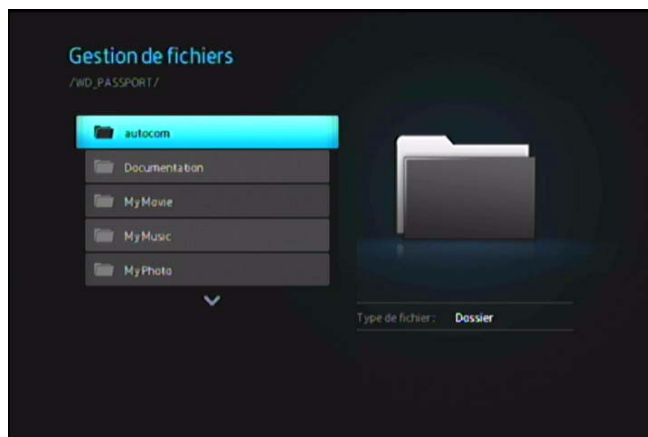 Gestion de fichiers
/WD_PASSPORT/
autocom
Documentation
MyMovie
MyMusic
MyPhoto
Type de fichier: Dossier